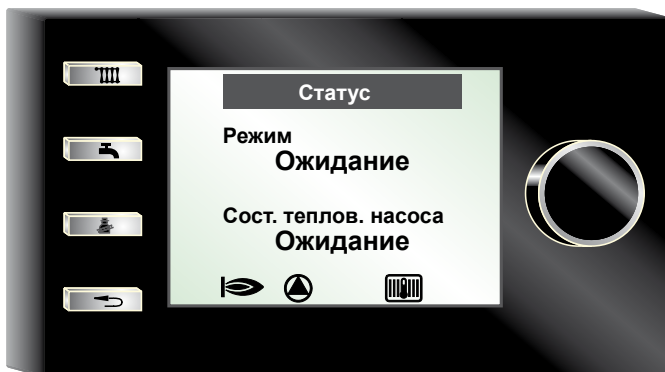 Статус
Режим
Ожидание
Сост. теплов. насоса
Ожидание